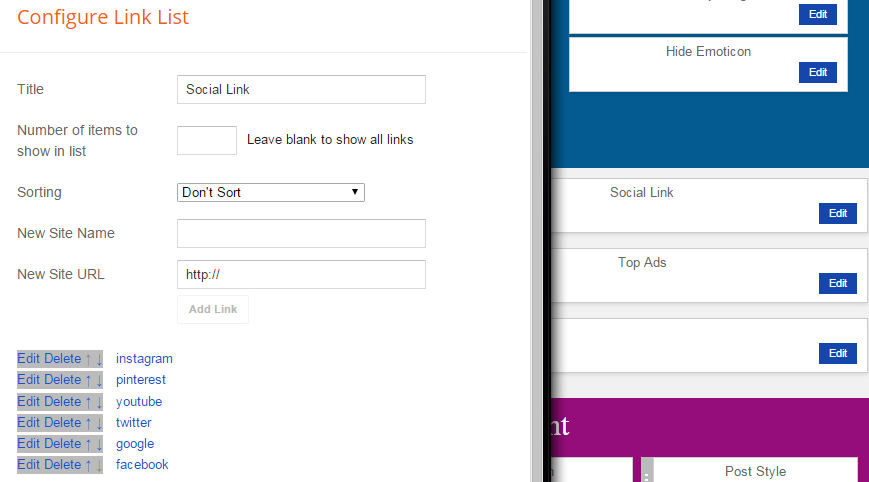 Configure Link List
Title
Social Link
Number of items to
show in list
Leave blank to show all links
Sorting
Don't Sort
New Site Name
New Site URL
http://
Add Link
Edit Delete ↑ ↓ instagram
Edit Delete ↑ ↓ pinterest
Edit Delete ↑ ↓ youtube
Edit Delete ↑ ↓ twitter
Edit Delete ↑ ↓ google
Edit Delete ↑ ↓ facebook
Edit
Hide Emoticon
Edit
Social Link
Edit
Top Ads
Edit
Edit
Post Style